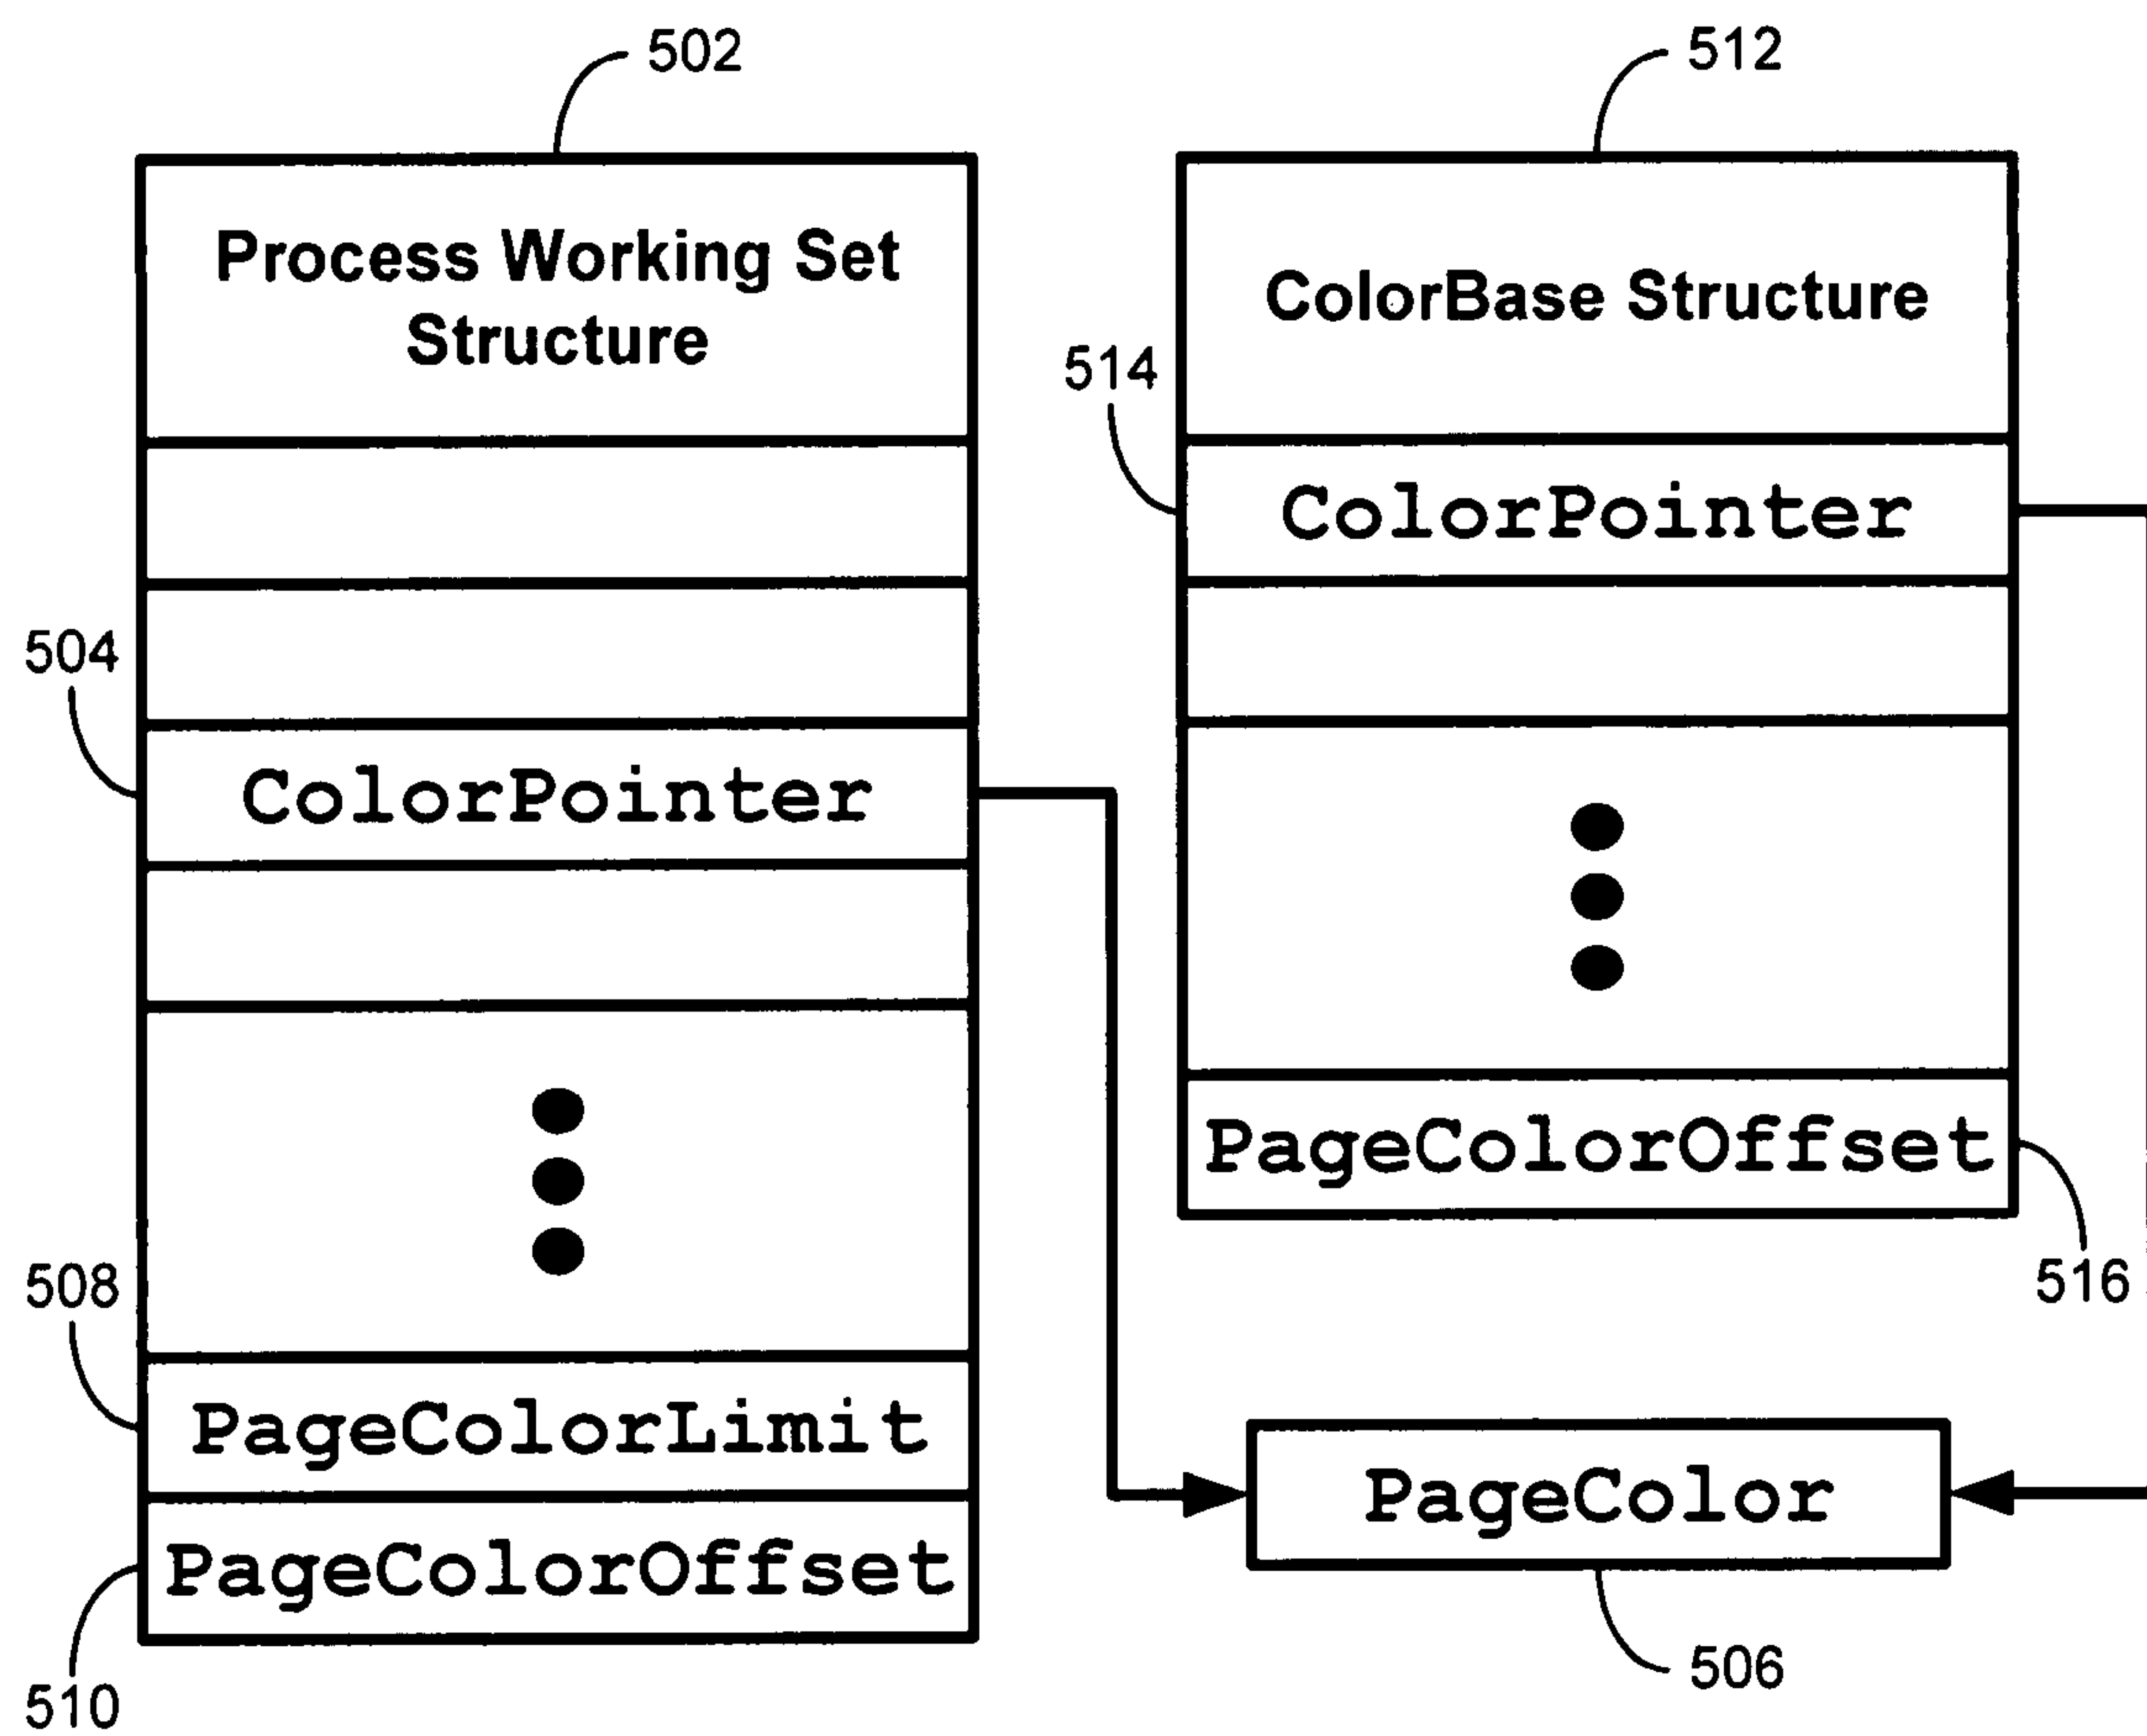 502
512
Process Working Set
Structure
ColorBase Structure
514
ColorPointer
504
ColorPointer
PageColorOffset
508
516
PageColorLimit
PageColor
PageColorOffset
506
510